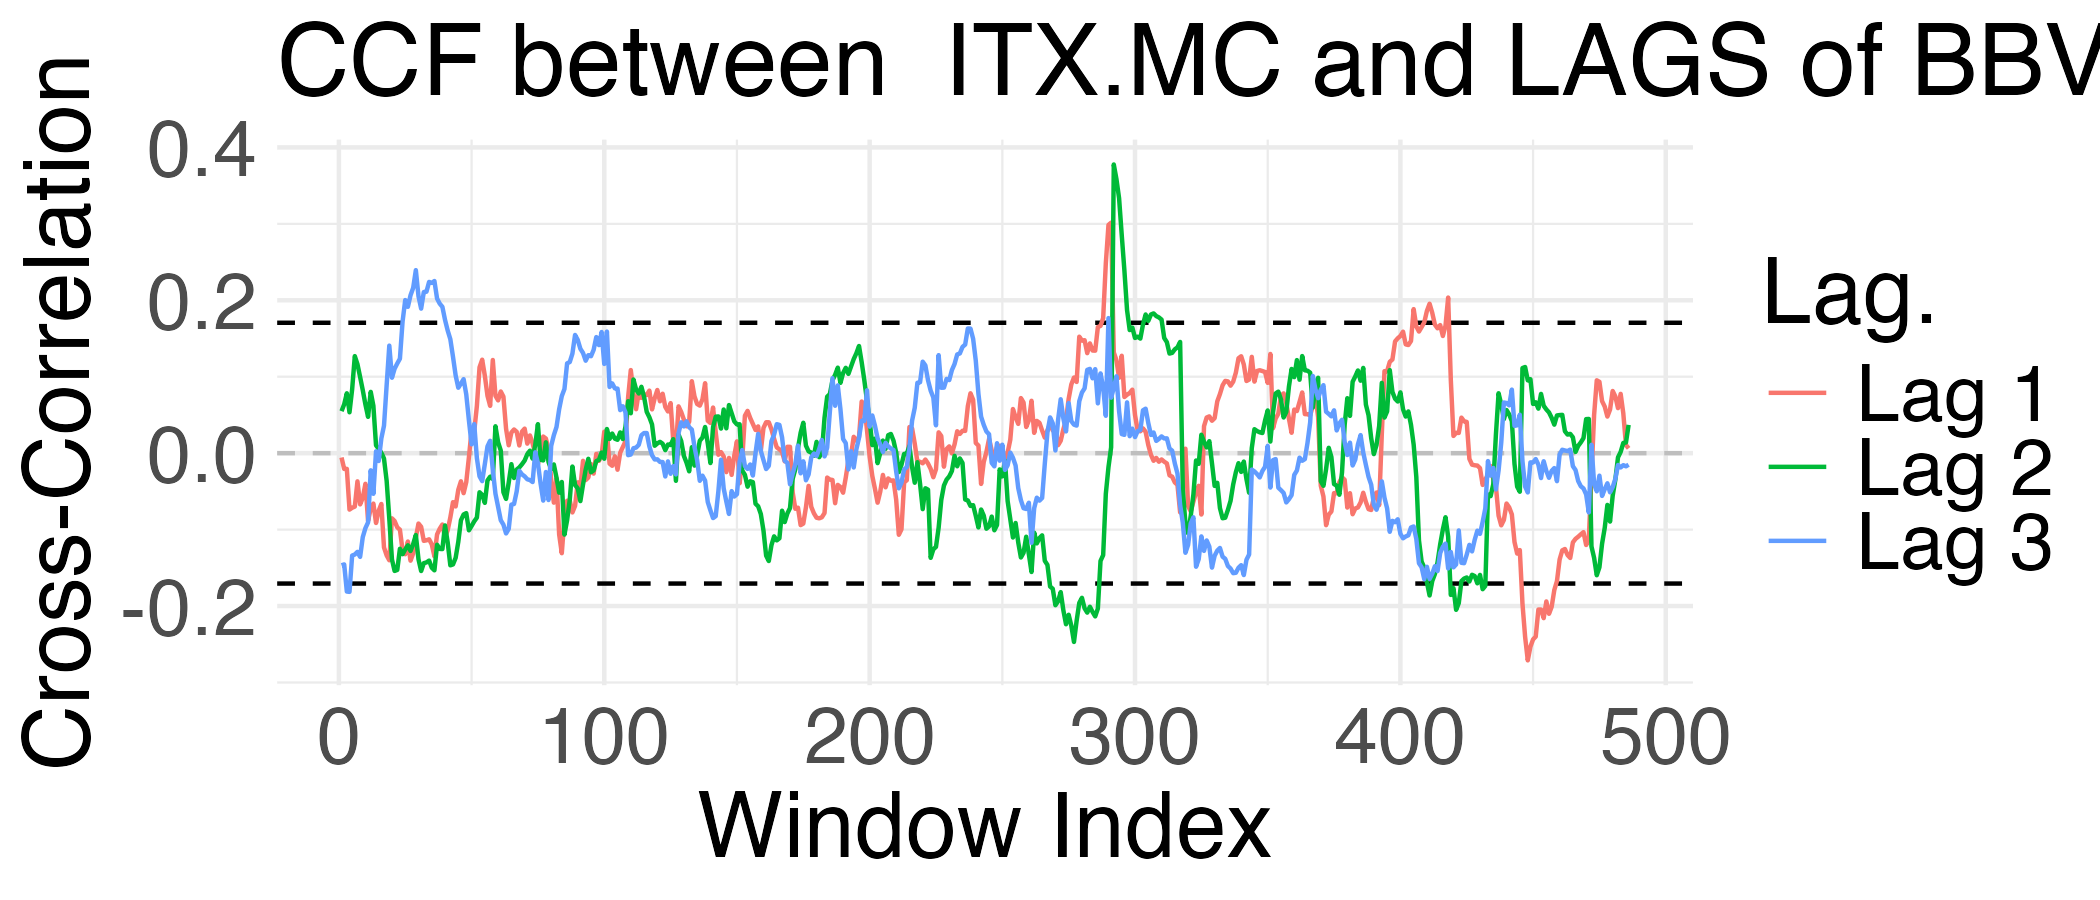 CCF between ITX.MC and LAGS of BBV
Cross-Correlation
0.4
0.2
0.0
-0.2
0 100 200 300 400 500
Window Index
Lag.
Lag 1
Lag 2
Lag 3